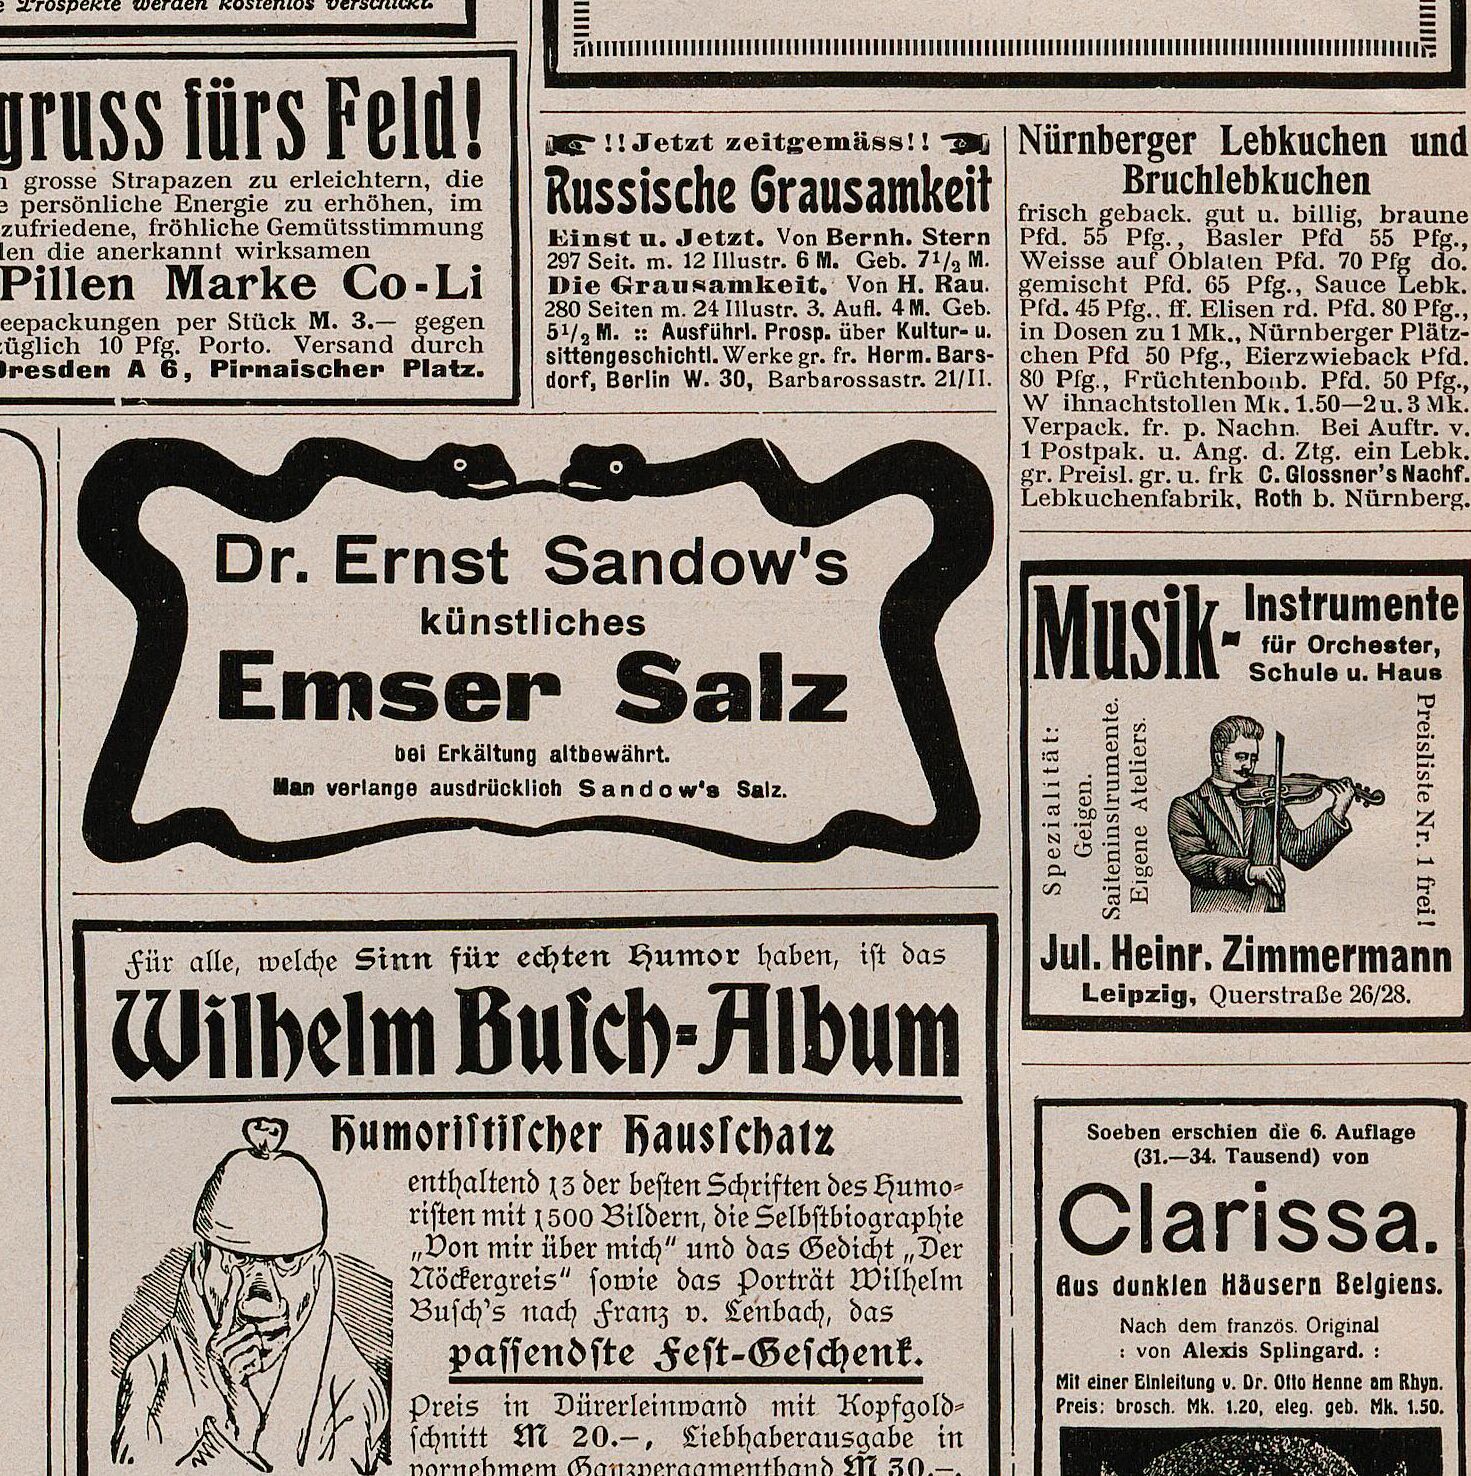 Prospekte werden kostenlos verschickt.
gruss fürs Feld!
grosse Strapazen zu erleichtern, die
persönliche Energie zu erhöhen, im
zufriedene, fröhliche Gemütsstimmung
die anerkannt wirksamen
Pillen Marke Co-Li
eepackungen per Stück M. 3.— gegen
züglich 10 Pfg. Porto. Versand durch
Dresden A 6, Pirnaischer Platz.
!!Jetzt zeitgemäss!!
Russische Grausamkeit
Einst u. Jetzt. Von Bernh. Stern
297 Seit. m. 12 Illustr. 6 M. Geb. 7½ M.
Die Grausamkeit. Von H. Rau.
280 Seiten m. 24 Illustr. 3. Aufl. 4 M. Geb.
5½ M. :: Ausführl. Prosp. über Kultur- u.
sittengeschichtl. Werke gr. fr. Herm. Bars-
dorf, Berlin W. 30, Barbarossastr. 21/II.
Nürnberger Lebkuchen und
Bruchlebkuchen
frisch geback. gut u. billig, braune
Pfd. 55 Pfg., Basler Pfd 55 Pfg.,
Weisse auf Oblaten Pfd. 70 Pfg do.
gemischt Pfd. 65 Pfg., Sauce Lebk.
Pfd. 45 Pfg., ff. Elisen rd. Pfd. 80 Pfg.,
in Dosen zu 1 Mk., Nürnberger Plätz-
chen Pfd 50 Pfg., Eierzwieback Pfd.
80 Pfg., Früchtenbonb. Pfd. 50 Pfg.,
W ihnachtstollen Mk. 1.50—2 u. 3 Mk.
Verpack. fr. p. Nachn. Bei Auftr. v.
1 Postpak. u. Ang. d. Ztg. ein Lebk.
gr. Preisl. gr. u. frk C. Glossner's Nachf.
Lebkuchenfabrik, Roth b. Nürnberg.
Dr. Ernst Sandow's
künstliches
Emser Salz
bei Erkältung altbewährt.
Man verlange ausdrücklich Sandow's Salz.
Musik-Instrumente
für Orchester,
Schule u. Haus
Spezialität:
Geigen.
Saiteninstrumente.
Eigene Ateliers.
Preisliste Nr. 1 frei!
Jul. Heinr. Zimmermann
Leipzig, Querstraße 26/28.
Für alle, welche Sinn für echten Humor haben, ist das
Wilhelm Busch-Album
Humoristischer Hausschatz
enthaltend 13 der besten Schriften des Humo-
risten mit 1500 Bildern, die Selbstbiographie
„Von mir über mich“ und das Gedicht „Der
Nöckergreis“ sowie das Porträt Wilhelm
Busch's nach Franz v. Lenbach, das
passendste Fest-Geschenk.
Preis in Dürerleinwand mit Kopfgold-
schnitt M 20.—, Liebhaberausgabe in
vornehmem Ganzpergamentband M 30.—.
Soeben erschien die 6. Auflage
(31.—34. Tausend) von
Clarissa.
Aus dunklen Häusern Belgiens.
Nach dem französ. Original
: von Alexis Splingard. :
Mit einer Einleitung v. Dr. Otto Henne am Rhyn.
Preis: brosch. Mk. 1.20, eleg. geb. Mk. 1.50.